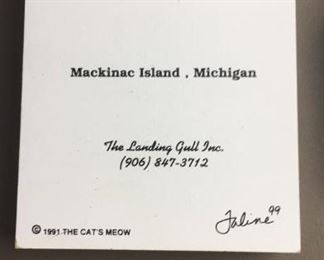 Mackinac Island , Michigan
The Landing Gull Inc.
(906) 847-3712
© 1991 THE CAT'S MEOW
Faline 99